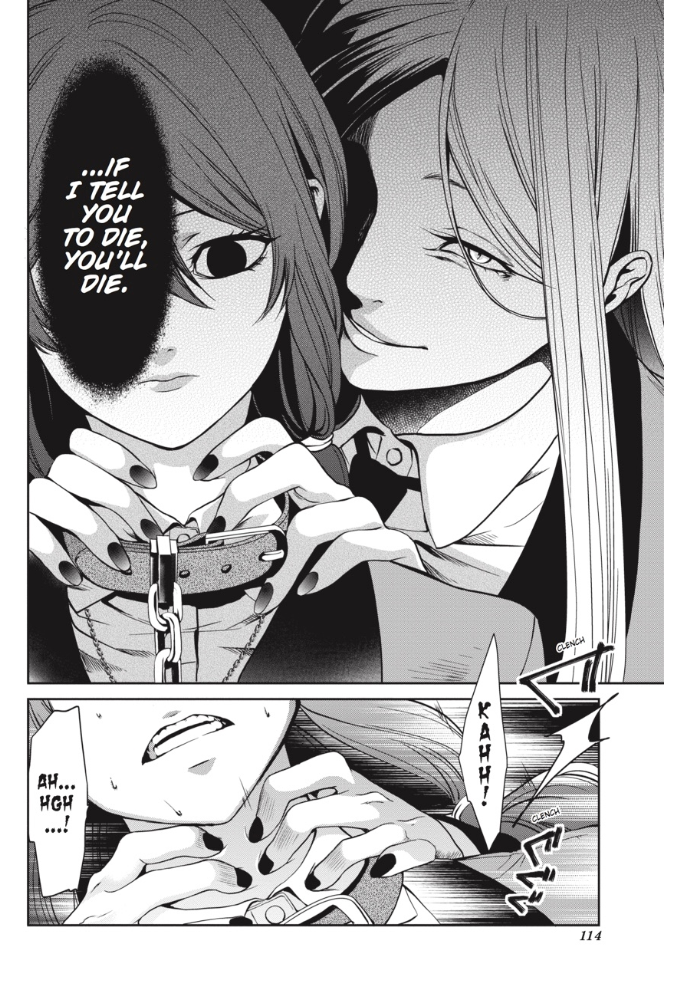 ...IF
I TELL
YOU
TO DIE,
YOU'LL
DIE.
CLENCH
KAHH!
AH...
HGH
...!
CLENCH
114